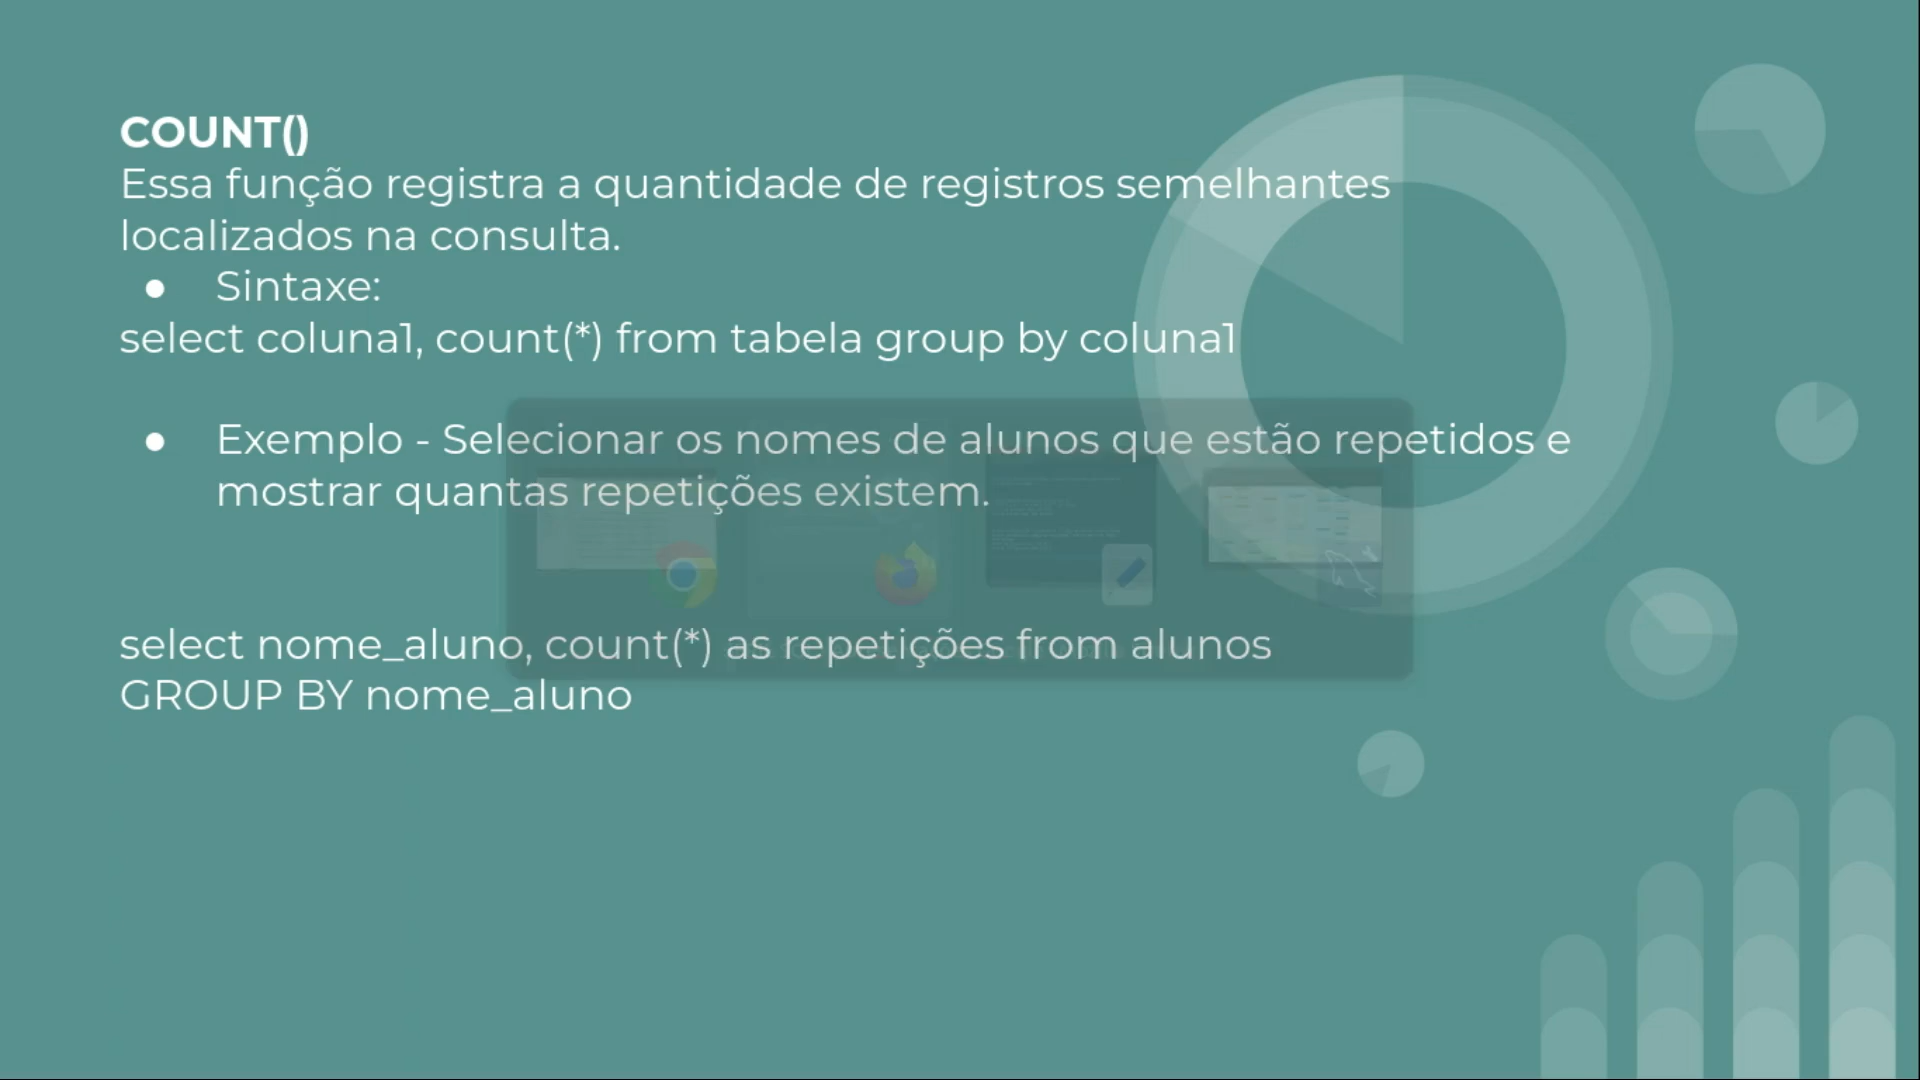 COUNT()
Essa função registra a quantidade de registros semelhantes
localizados na consulta.
● Sintaxe:
select coluna1, count(*) from tabela group by coluna1
● Exemplo - Selecionar os nomes de alunos que estão repetidos e
mostrar quantas repetições existem.
select nome_aluno, count(*) as repetições from alunos
GROUP BY nome_aluno